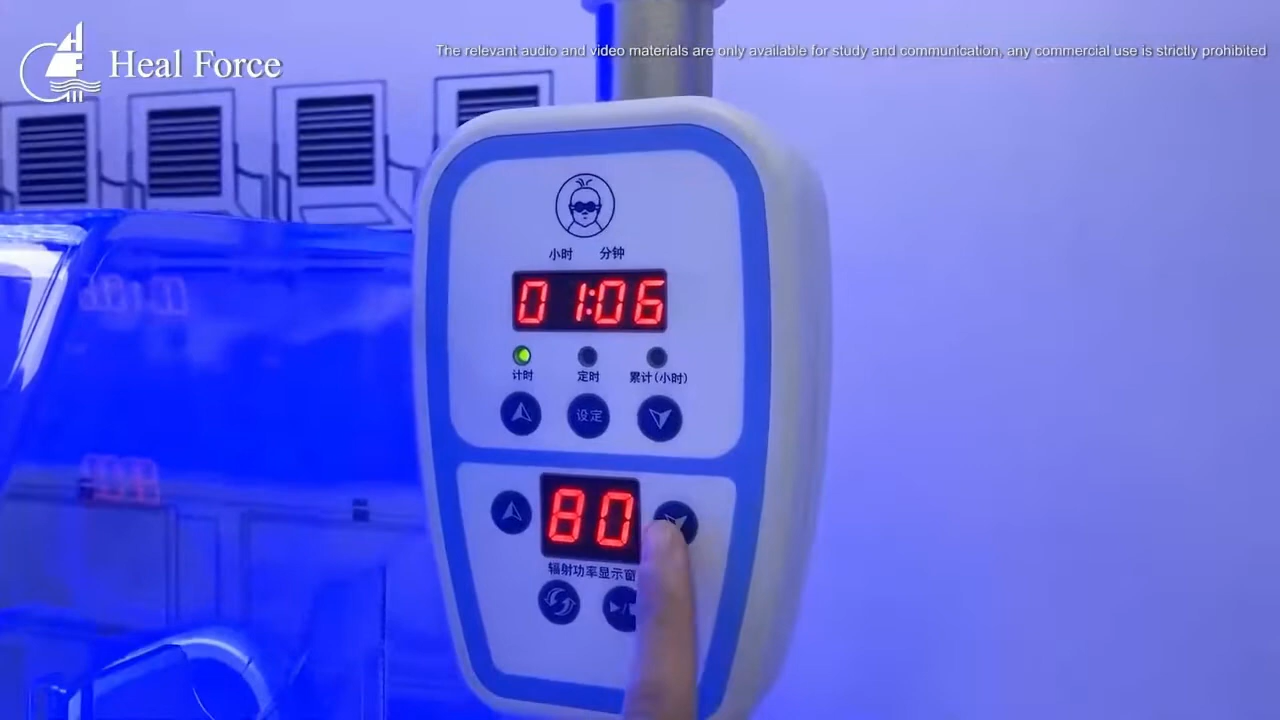 Heal Force
The relevant audio and video materials are only available for study and communication, any commercial use is strictly prohibited
小时 分钟
01:06
计时 定时 累计(小时)
设定
80
辐射功率显示窗